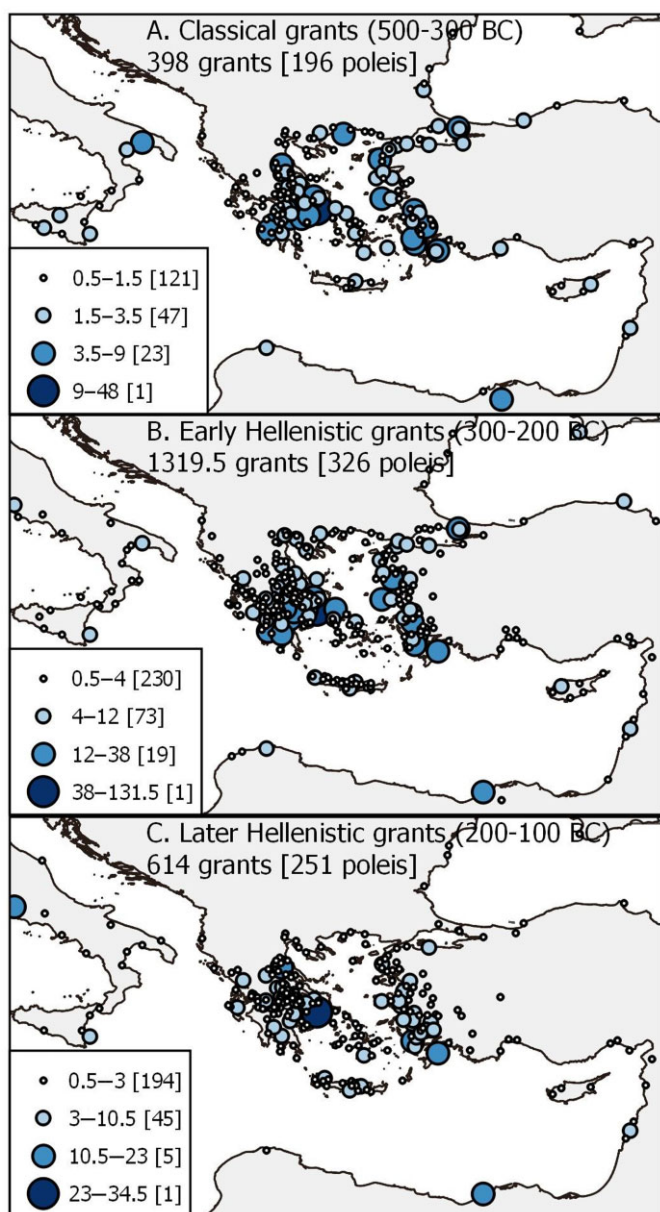 A. Classical grants (500-300 BC)
398 grants [196 poleis]
0.5–1.5 [121]
1.5–3.5 [47]
3.5–9 [23]
9–48 [1]
B. Early Hellenistic grants (300-200 BC)
1319.5 grants [326 poleis]
0.5–4 [230]
4–12 [73]
12–38 [19]
38–131.5 [1]
C. Later Hellenistic grants (200-100 BC)
614 grants [251 poleis]
0.5–3 [194]
3–10.5 [45]
10.5–23 [5]
23–34.5 [1]